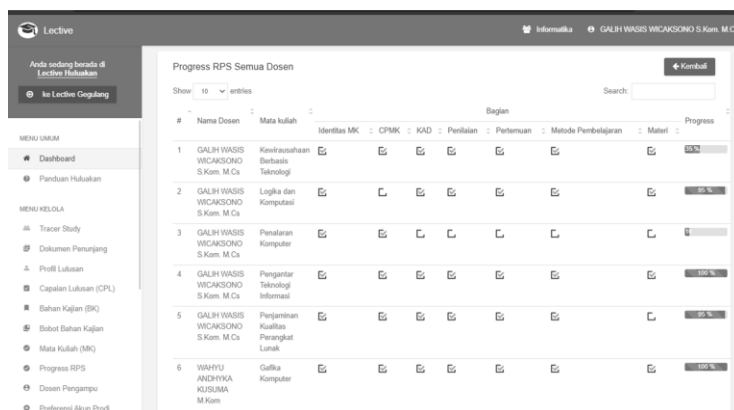 Lective
Informatika
GALIH WASIS WICAKSONO S.Kom. M.C
Anda sedang berada di
Lective Huluakan
ke Lective Gegulang
MENU UMUM
Dashboard
Panduan Huluakan
MENU KELOLA
Tracer Study
Dokumen Penunjang
Profil Lulusan
Capaian Lulusan (CPL)
Bahan Kajian (BK)
Bobot Bahan Kajian
Mata Kuliah (MK)
Progress RPS
Dosen Pengampu
Preferensi Akun Prodi
Progress RPS Semua Dosen
Kembali
Show 10 entries
Search:
Bagian
# Nama Dosen Mata kuliah Progress
Identitas MK CPMK KAD Penilaian Pertemuan Metode Pembelajaran Materi
1 GALIH WASIS Kewirausahaan 35 %
WICAKSONO Berbasis
S.Kom. M.Cs Teknologi
2 GALIH WASIS Logika dan 95 %
WICAKSONO Komputasi
S.Kom. M.Cs
3 GALIH WASIS Penalaran
WICAKSONO Komputer
S.Kom. M.Cs
4 GALIH WASIS Pengantar 100 %
WICAKSONO Teknologi
S.Kom. M.Cs Informasi
5 GALIH WASIS Penjaminan 95 %
WICAKSONO Kualitas
S.Kom. M.Cs Perangkat
Lunak
6 WAHYU Gafika 100 %
ANDHYKA Komputer
KUSUMA
M.Kom